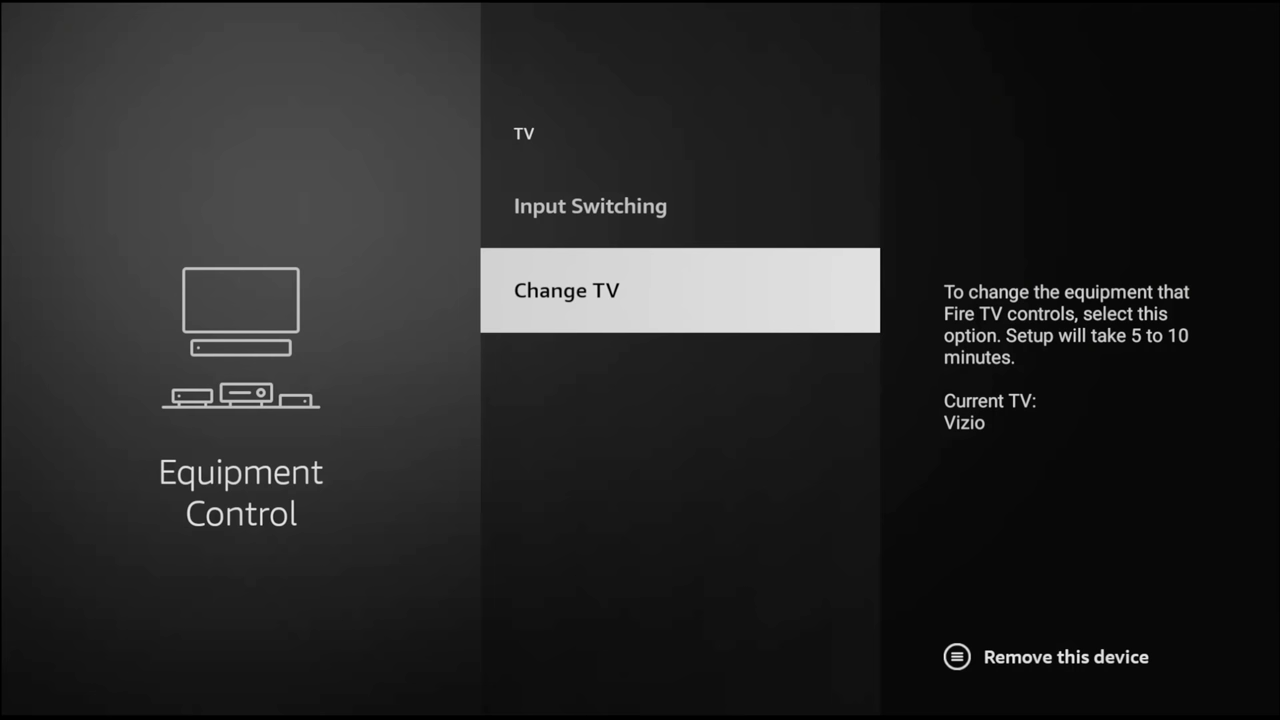 TV
Input Switching
Change TV
Equipment
Control
To change the equipment that
Fire TV controls, select this
option. Setup will take 5 to 10
minutes.
Current TV:
Vizio
Remove this device